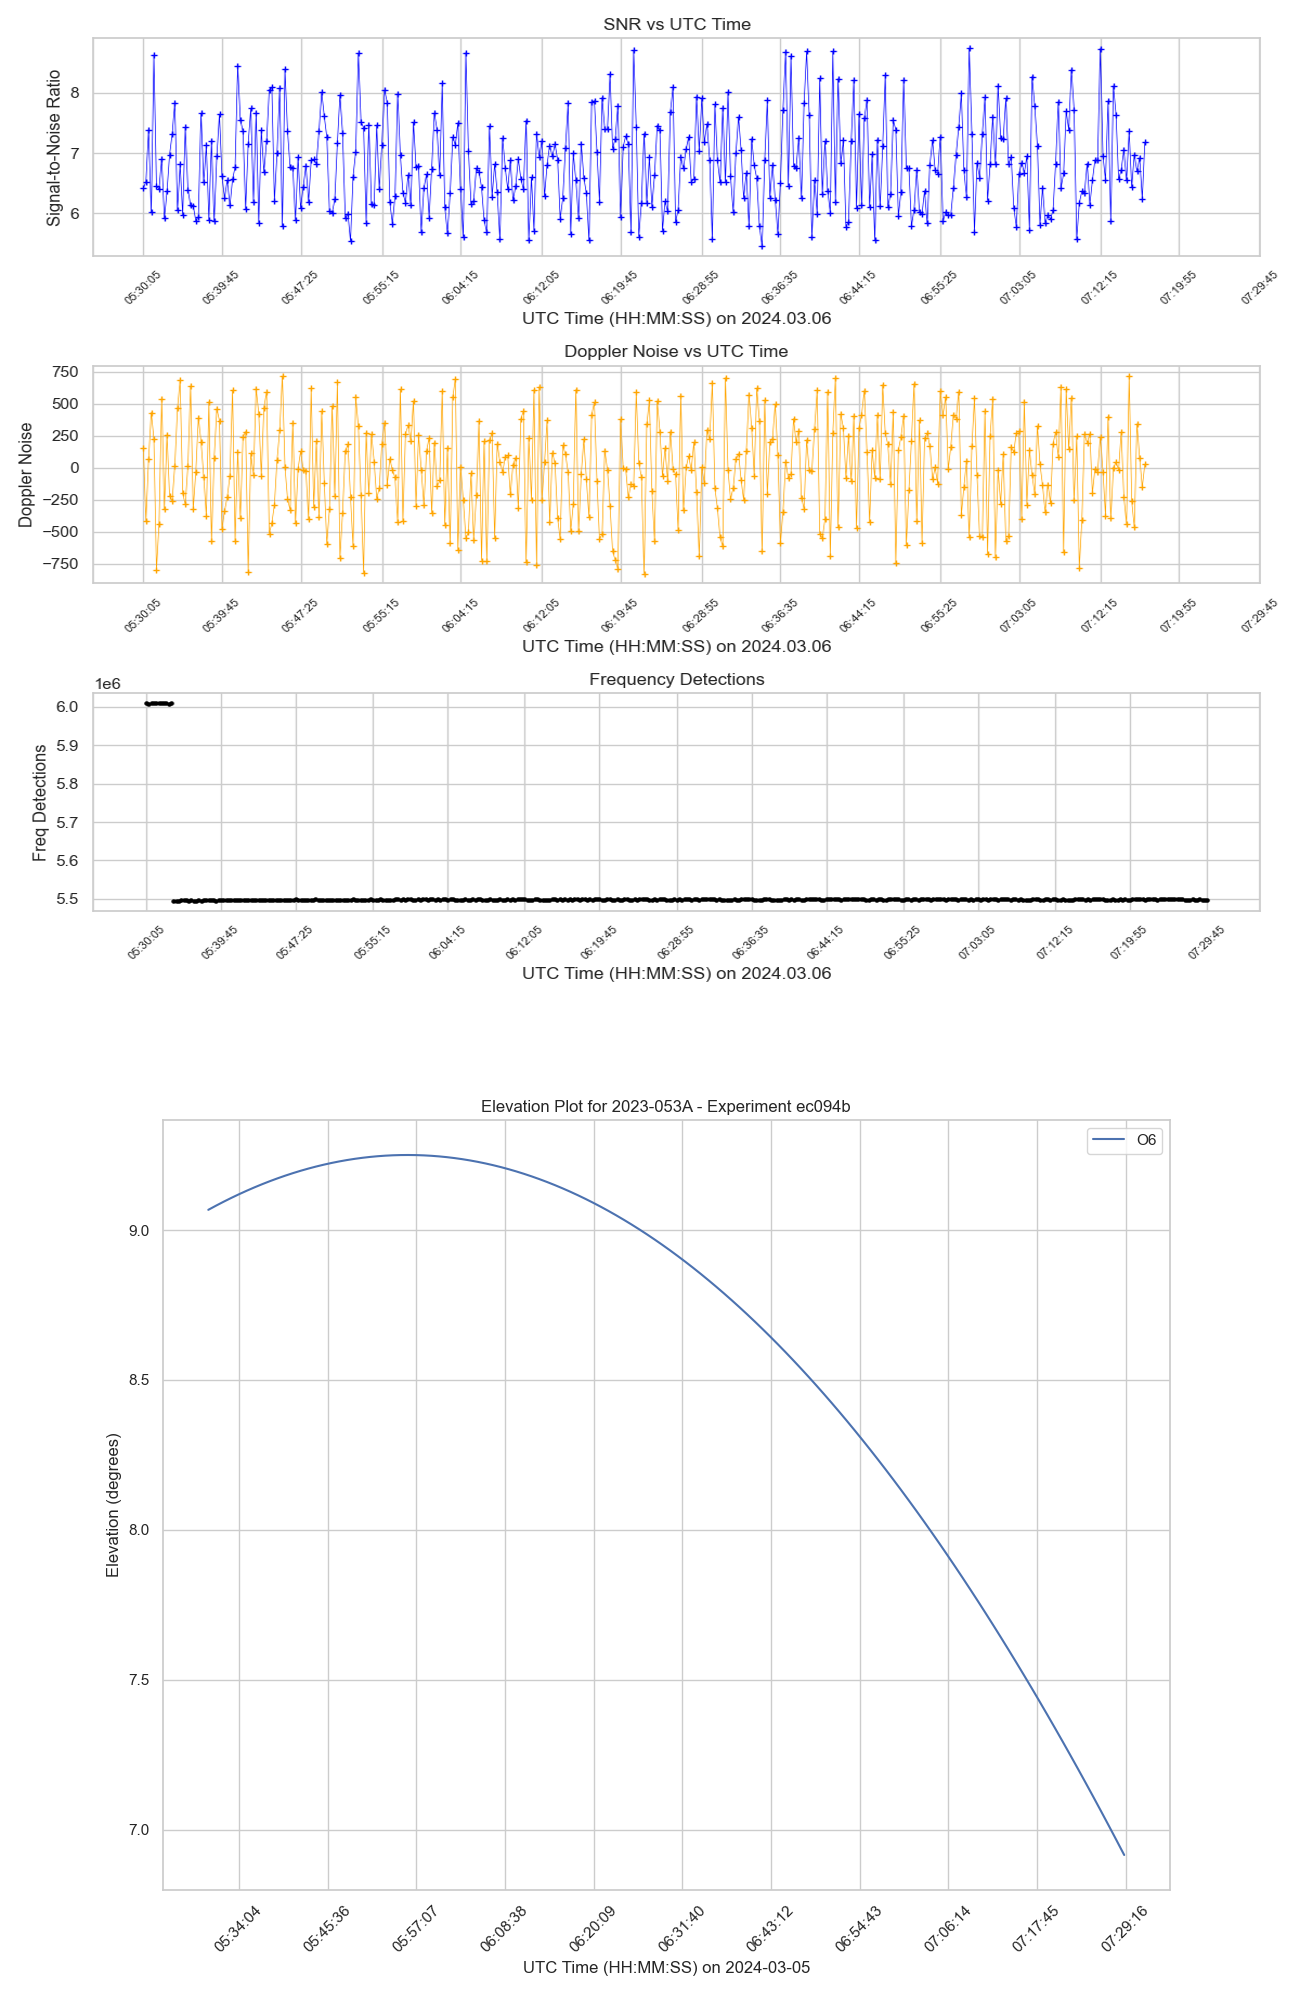 SNR vs UTC Time
Signal-to-Noise Ratio
8
7
6
05:30:05 05:39:45 05:47:25 05:55:15 06:04:15 06:12:05 06:19:45 06:28:55 06:36:35 06:44:15 06:55:25 07:03:05 07:12:15 07:19:55 07:29:45
UTC Time (HH:MM:SS) on 2024.03.06
Doppler Noise vs UTC Time
Doppler Noise
750
500
250
0
−250
−500
−750
05:30:05 05:39:45 05:47:25 05:55:15 06:04:15 06:12:05 06:19:45 06:28:55 06:36:35 06:44:15 06:55:25 07:03:05 07:12:15 07:19:55 07:29:45
UTC Time (HH:MM:SS) on 2024.03.06
Frequency Detections
1e6
Freq Detections
6.0
5.9
5.8
5.7
5.6
5.5
05:30:05 05:39:45 05:47:25 05:55:15 06:04:15 06:12:05 06:19:45 06:28:55 06:36:35 06:44:15 06:55:25 07:03:05 07:12:15 07:19:55 07:29:45
UTC Time (HH:MM:SS) on 2024.03.06
Elevation Plot for 2023-053A - Experiment ec094b
O6
Elevation (degrees)
9.0
8.5
8.0
7.5
7.0
05:34:04 05:45:36 05:57:07 06:08:38 06:20:09 06:31:40 06:43:12 06:54:43 07:06:14 07:17:45 07:29:16
UTC Time (HH:MM:SS) on 2024-03-05